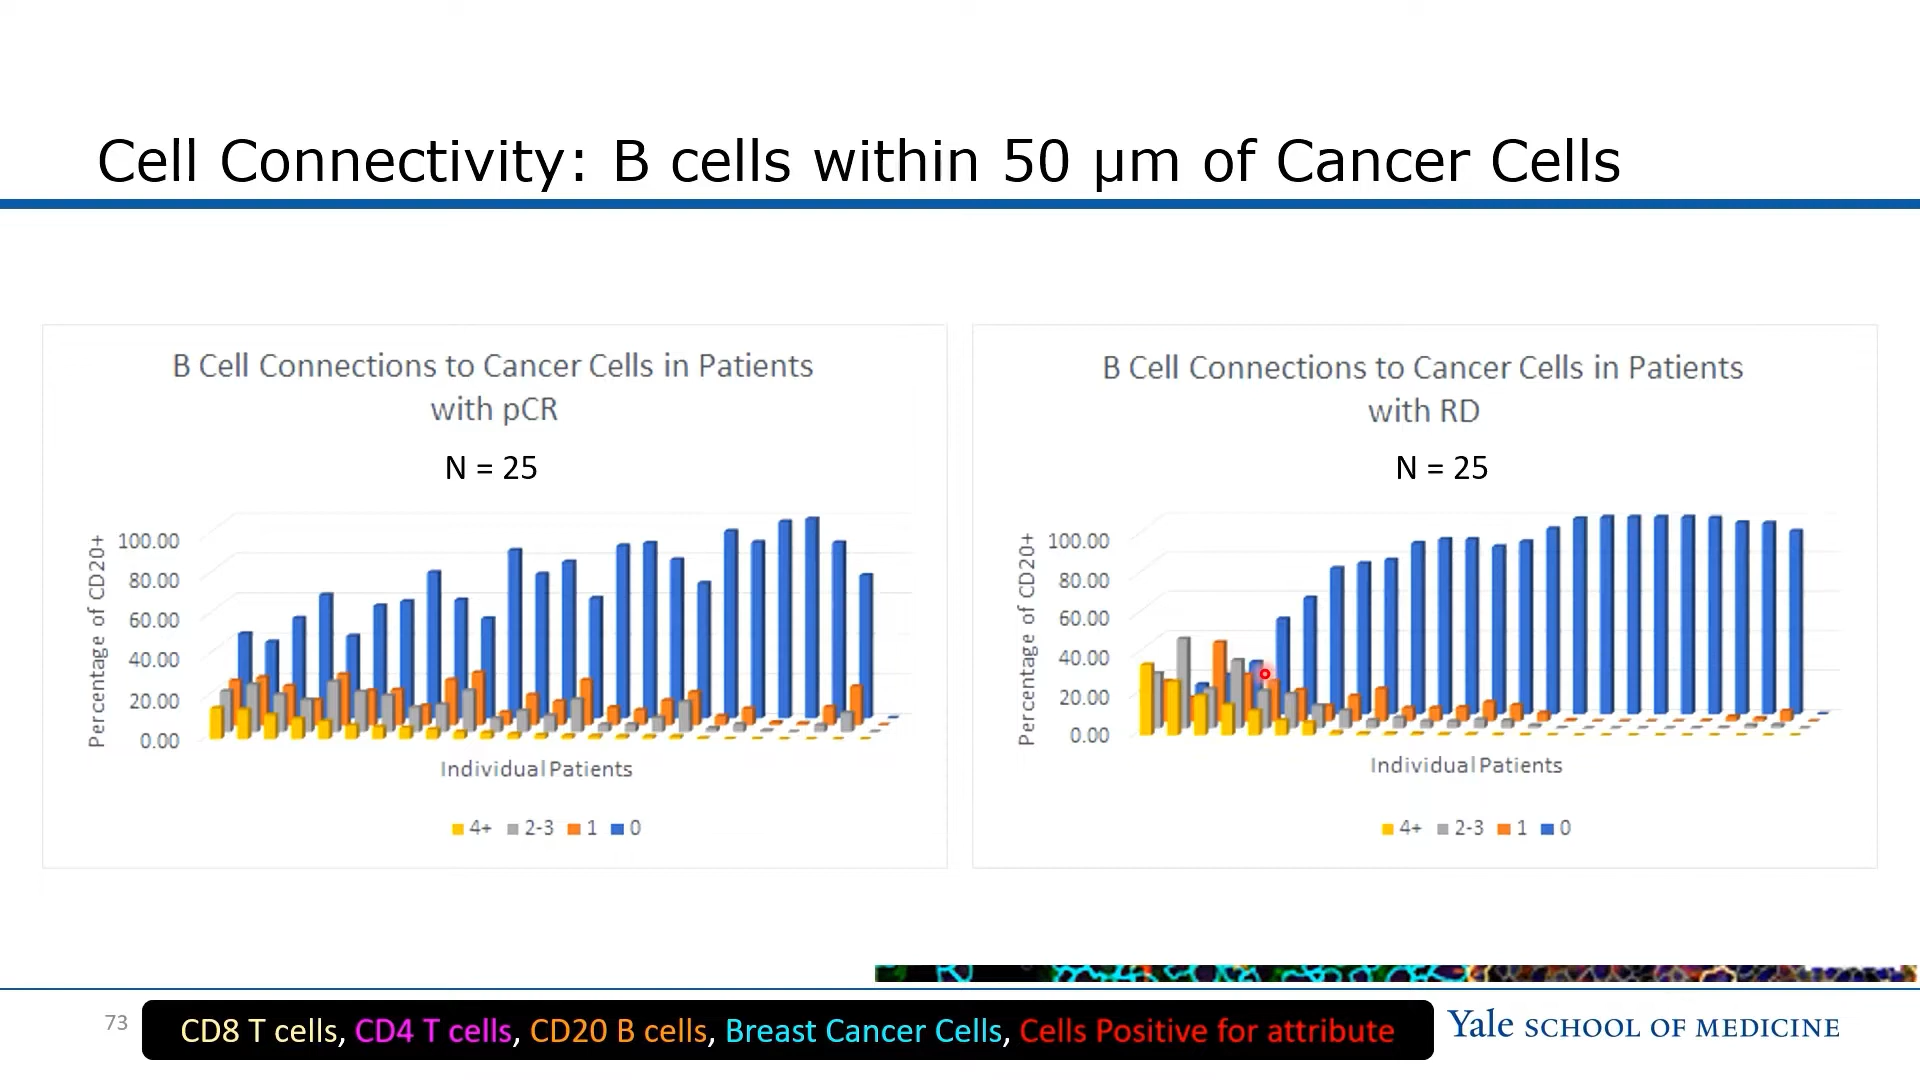 Cell Connectivity: B cells within 50 µm of Cancer Cells
B Cell Connections to Cancer Cells in Patients
with pCR
N = 25
Percentage of CD20+
100.00
80.00
60.00
40.00
20.00
0.00
Individual Patients
4+ 2-3 1 0
B Cell Connections to Cancer Cells in Patients
with RD
N = 25
Percentage of CD20+
100.00
80.00
60.00
40.00
20.00
0.00
Individual Patients
4+ 2-3 1 0
73
CD8 T cells, CD4 T cells, CD20 B cells, Breast Cancer Cells, Cells Positive for attribute
Yale SCHOOL OF MEDICINE